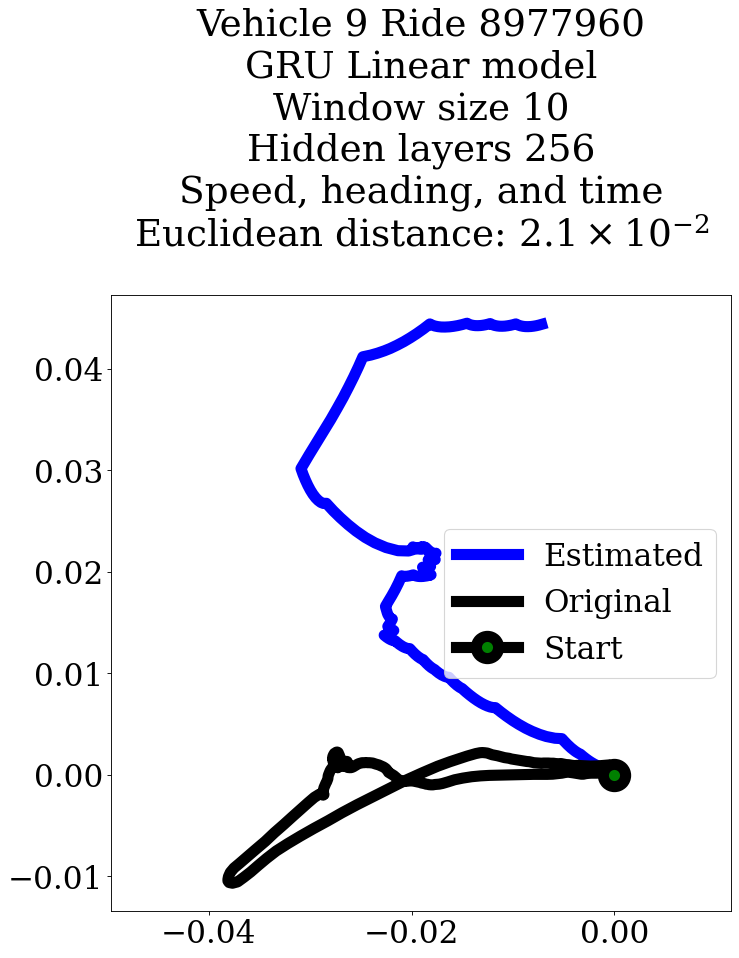 Vehicle 9 Ride 8977960
GRU Linear model
Window size 10
Hidden layers 256
Speed, heading, and time
Euclidean distance: 2.1 × 10⁻²
0.04
0.03
0.02
0.01
0.00
−0.01
Estimated
Original
Start
−0.04
−0.02
0.00